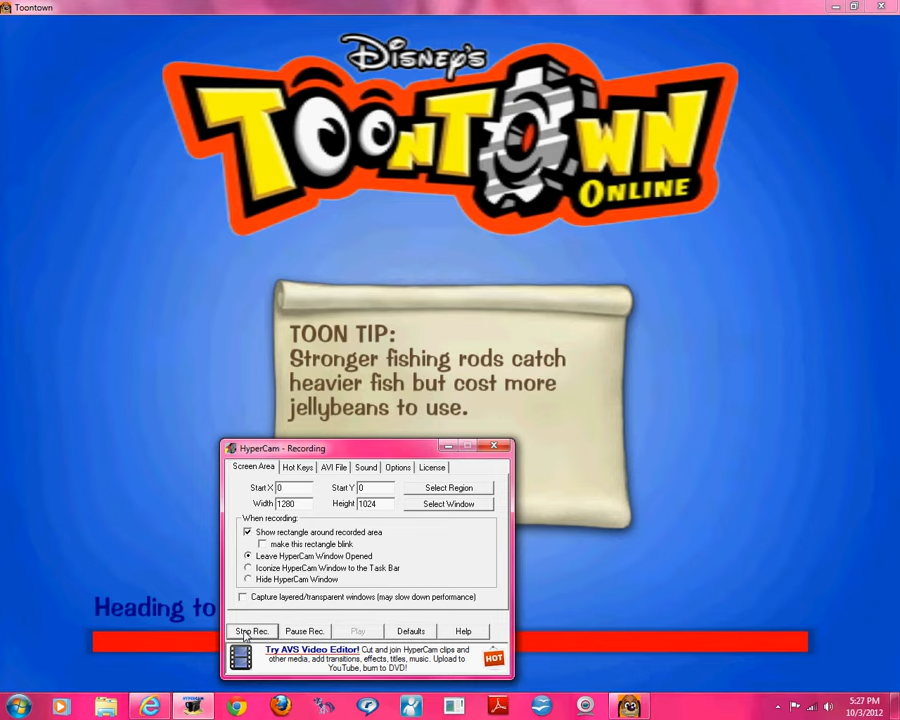 Toontown
DISNEY'S
TOONTOWN
ONLINE
TOON TIP:
Stronger fishing rods catch
heavier fish but cost more
jellybeans to use.
HyperCam - Recording
Screen Area Hot Keys AVI File Sound Options License
Start X 0 Start Y 0 Select Region
Width 1280 Height 1024 Select Window
When recording:
Show rectangle around recorded area
make this rectangle blink
Leave HyperCam Window Opened
Iconize HyperCam Window to the Task Bar
Hide HyperCam Window
Capture layered/transparent windows (may slow down performance)
Heading to
Stop Rec. Pause Rec. Play Defaults Help
Try AVS Video Editor! Cut and join HyperCam clips and
other media, add transitions, effects, titles, music. Upload to
YouTube, burn to DVD!
HOT
5:27 PM
10/3/2012